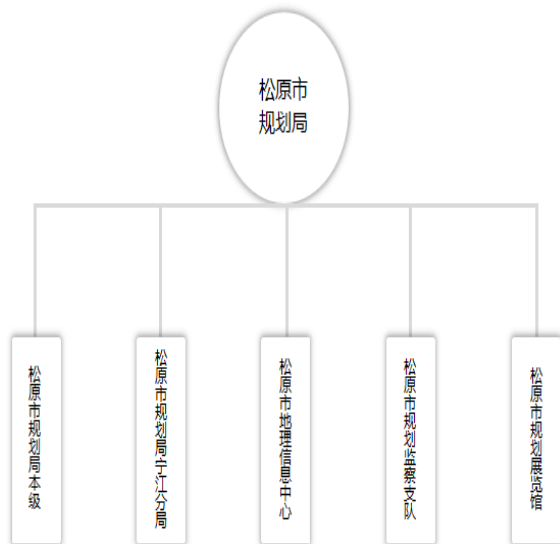 松原市
规划局
松原市规划局本级
松原市规划局宁江分局
松原市地理信息中心
松原市规划监察支队
松原市规划展览馆